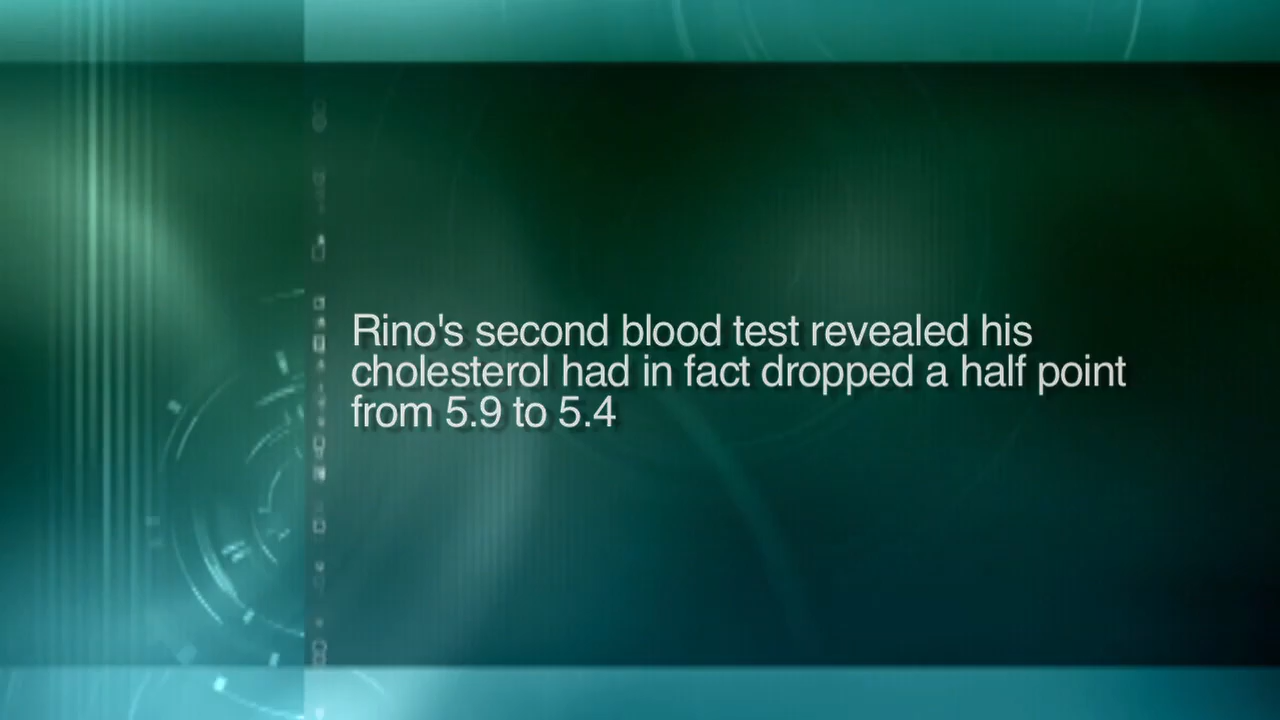 Rino's second blood test revealed his
cholesterol had in fact dropped a half point
from 5.9 to 5.4